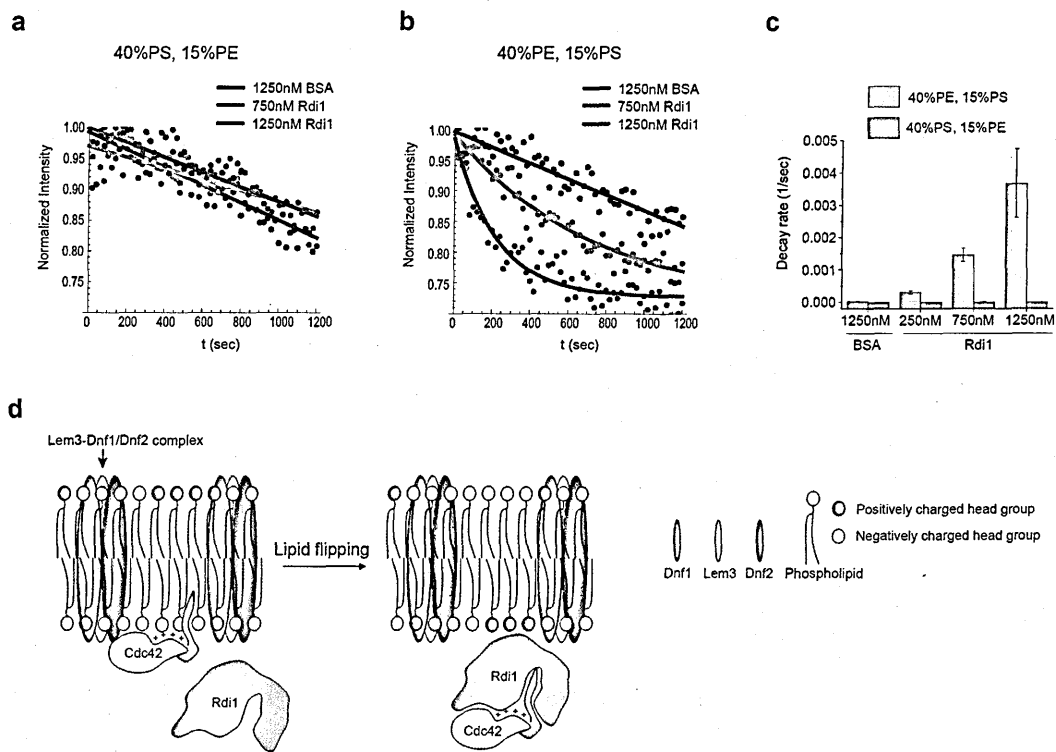 a
40%PS, 15%PE
1250nM BSA
750nM Rdi1
1250nM Rdi1
Normalized Intensity
1.00
0.95
0.90
0.85
0.80
0.75
0 200 400 600 800 1000 1200
t (sec)
b
40%PE, 15%PS
1250nM BSA
750nM Rdi1
1250nM Rdi1
Normalized Intensity
1.00
0.95
0.90
0.85
0.80
0.75
0 200 400 600 800 1000 1200
t (sec)
c
40%PE, 15%PS
40%PS, 15%PE
Decay rate (1/sec)
0.005
0.004
0.003
0.002
0.001
0.000
1250nM 250nM 750nM 1250nM
BSA Rdi1
d
Lem3-Dnf1/Dnf2 complex
Cdc42
Rdi1
Lipid flipping
Rdi1
Cdc42
Dnf1 Lem3 Dnf2 Phospholipid
Positively charged head group
Negatively charged head group